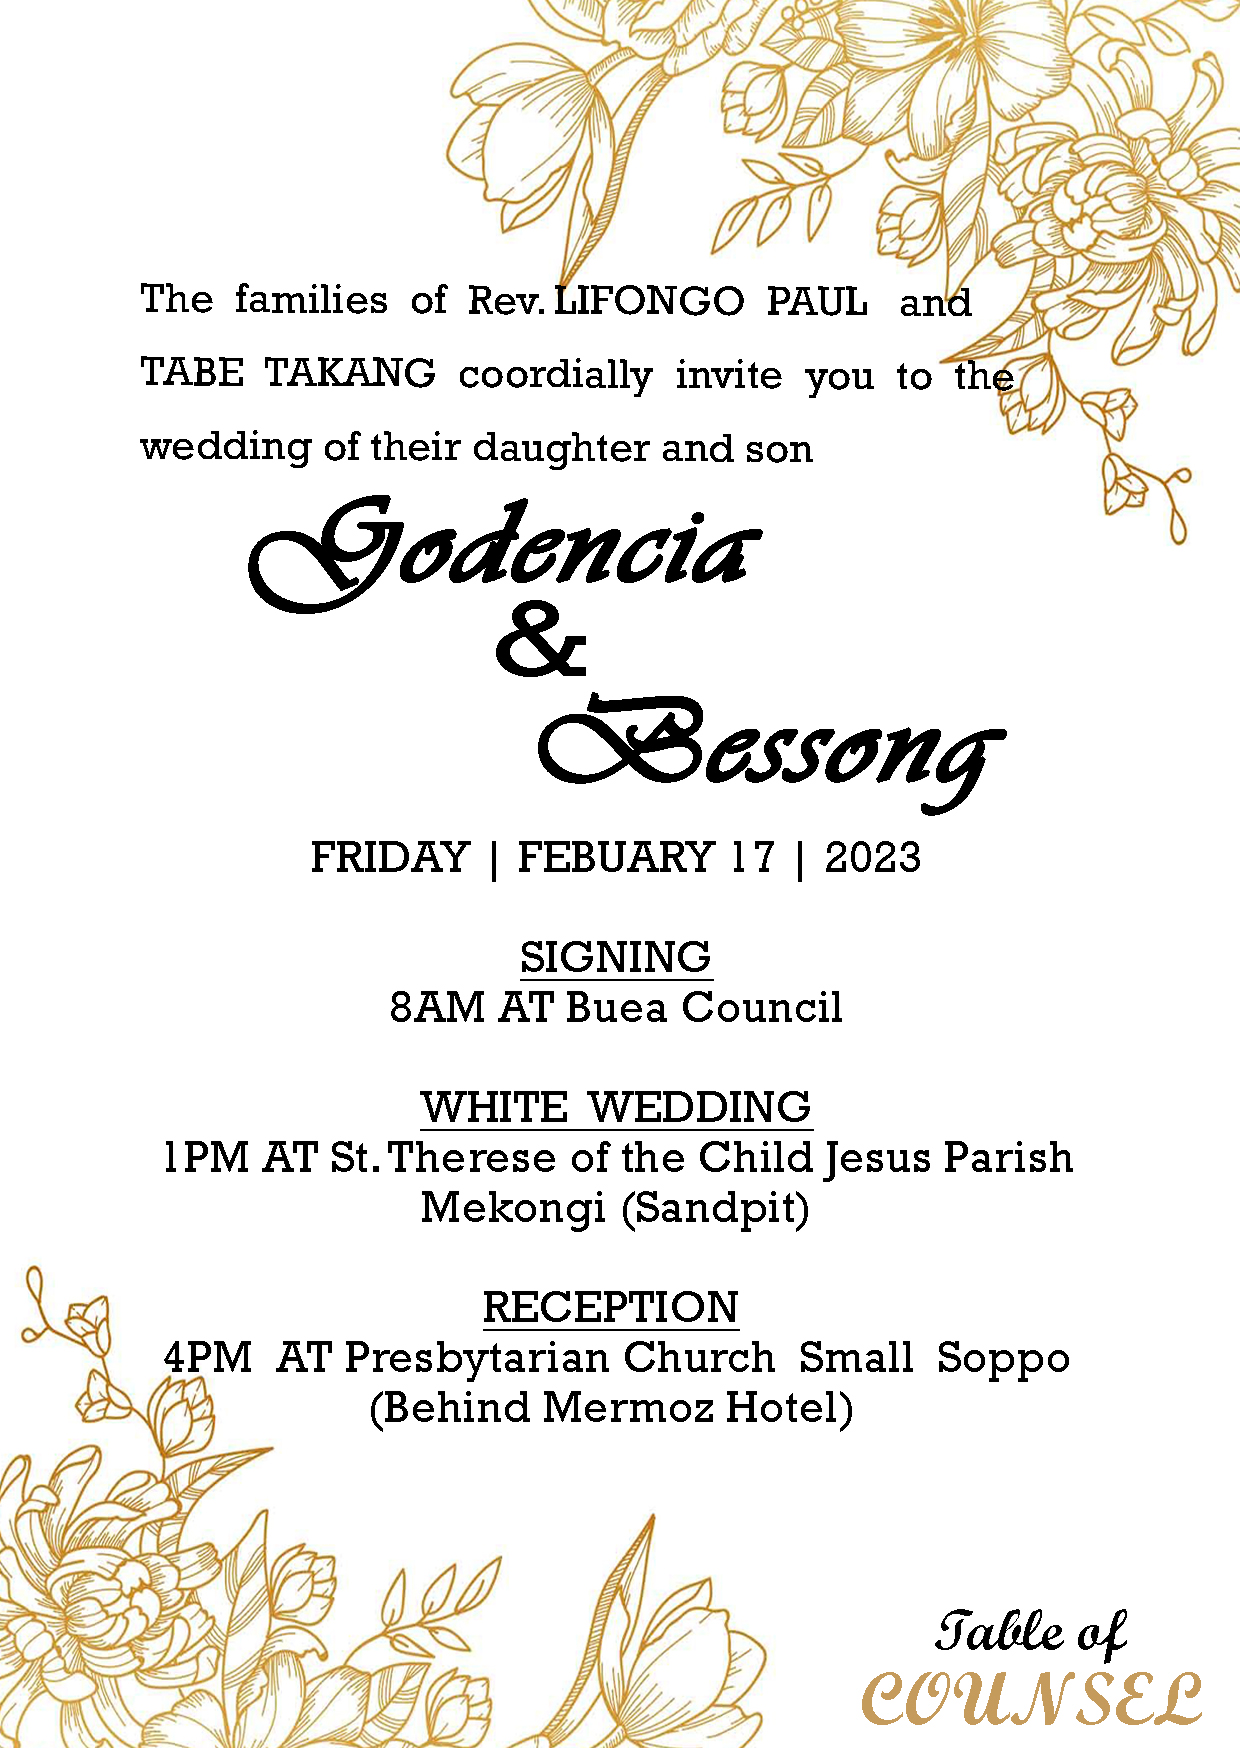 The families of Rev. LIFONGO PAUL and
TABE TAKANG coordially invite you to the
wedding of their daughter and son
Godencia
&
Bessong
FRIDAY | FEBUARY 17 | 2023
SIGNING
8AM AT Buea Council
WHITE WEDDING
1PM AT St. Therese of the Child Jesus Parish
Mekongi (Sandpit)
RECEPTION
4PM AT Presbytarian Church Small Soppo
(Behind Mermoz Hotel)
Table of
COUNSEL